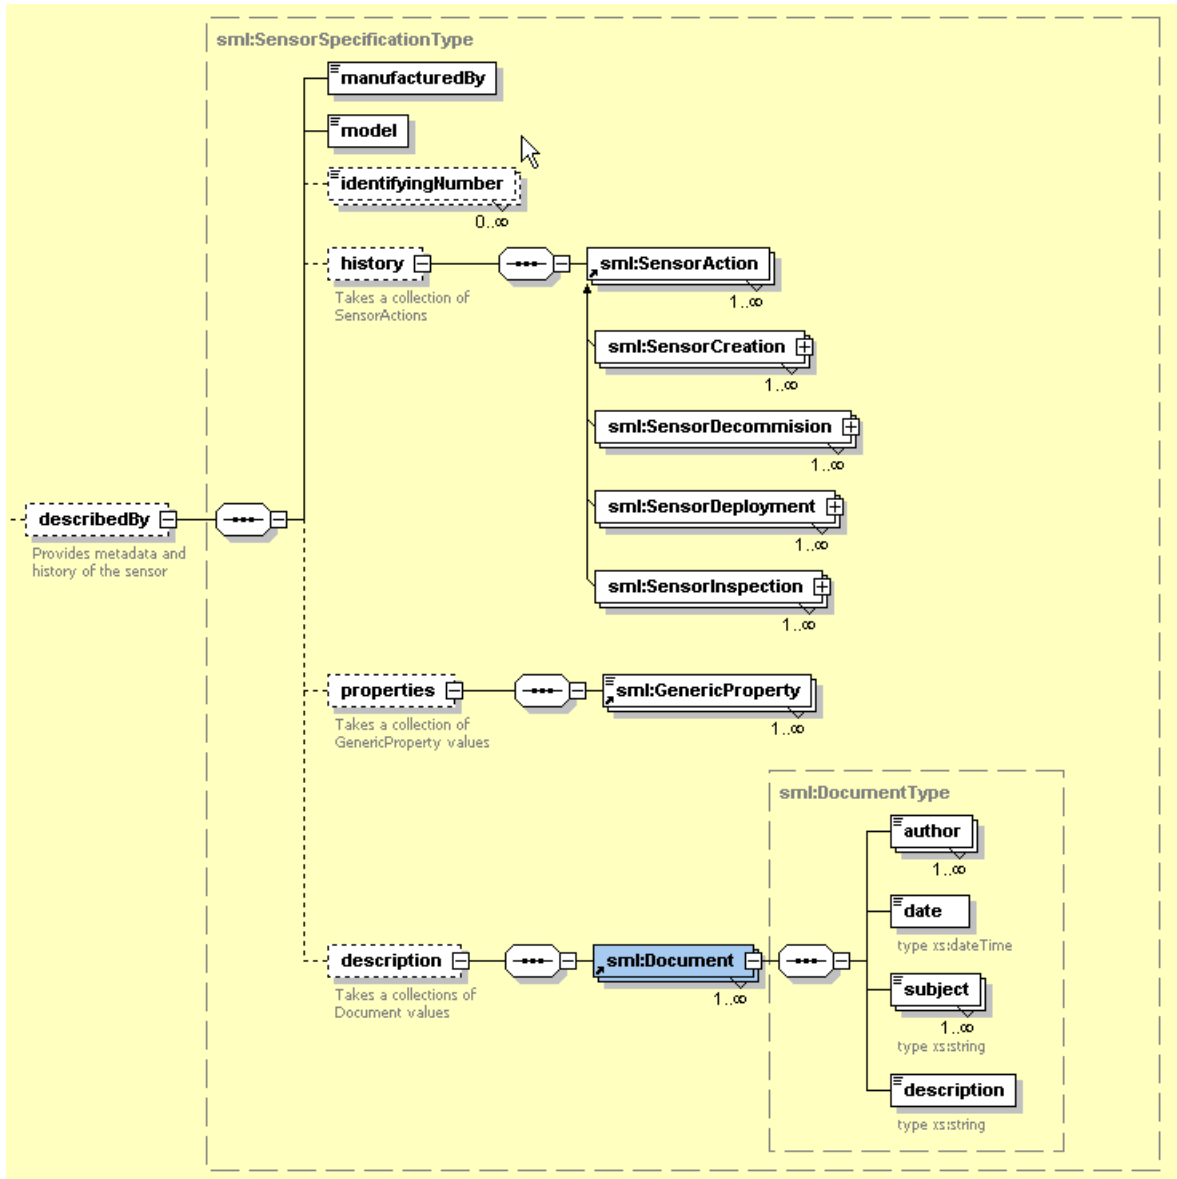 sml:SensorSpecificationType
manufacturedBy
model
identifyingNumber
0..∞
history
sml:SensorAction
Takes a collection of
SensorActions
1..∞
sml:SensorCreation
1..∞
sml:SensorDecommision
1..∞
sml:SensorDeployment
1..∞
describedBy
Provides metadata and
history of the sensor
sml:SensorInspection
1..∞
properties
sml:GenericProperty
Takes a collection of
GenericProperty values
1..∞
sml:DocumentType
author
1..∞
date
type xs:dateTime
description
sml:Document
Takes a collections of
Document values
1..∞
subject
1..∞
type xs:string
description
type xs:string